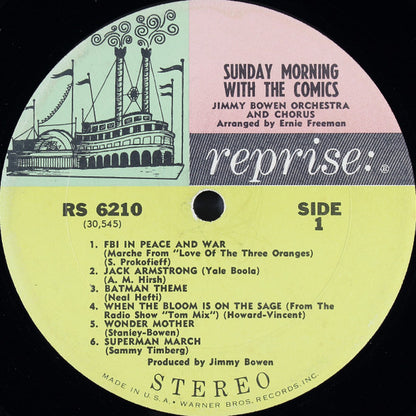 SUNDAY MORNING
WITH THE COMICS
JIMMY BOWEN ORCHESTRA
AND CHORUS
Arranged by Ernie Freeman
reprise:®
RS 6210
(30,545)
SIDE
1
1. FBI IN PEACE AND WAR
(Marche From "Love Of The Three Oranges)
(S. Prokofieff)
2. JACK ARMSTRONG (Yale Boola)
(A. M. Hirsh)
3. BATMAN THEME
(Neal Hefti)
4. WHEN THE BLOOM IS ON THE SAGE (From The
Radio Show "Tom Mix") (Howard-Vincent)
5. WONDER MOTHER
(Stanley-Bowen)
6. SUPERMAN MARCH
(Sammy Timberg)
Produced by Jimmy Bowen
STEREO
MADE IN U.S.A. • WARNER BROS. RECORDS, INC.